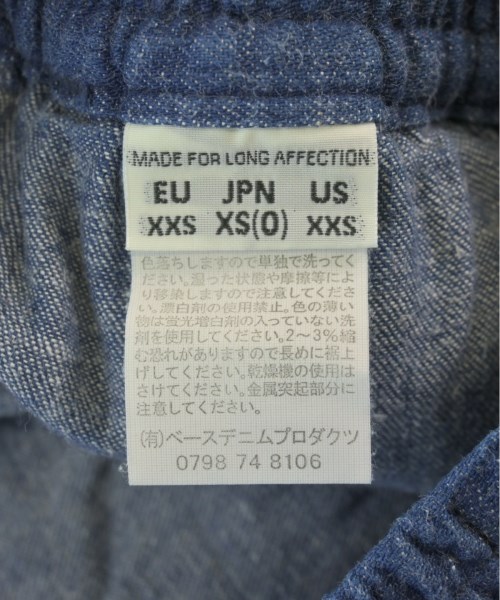 MADE FOR LONG AFFECTION
EU JPN US
XXS XS(0) XXS
色落ちしますので単独で洗ってくだ
さい。湿った状態や摩擦等によ
り移染しますので注意してくださ
い。漂白剤の使用禁止。色の薄い
物は蛍光増白剤の入っていない洗
剤を使用してください。2～3%縮
む恐れがありますので長めに裾上
げしてください。乾燥機の使用は
さけてください。金属突起部分に
注意してください。
(有)ベースデニムプロダクツ
0798 74 8106